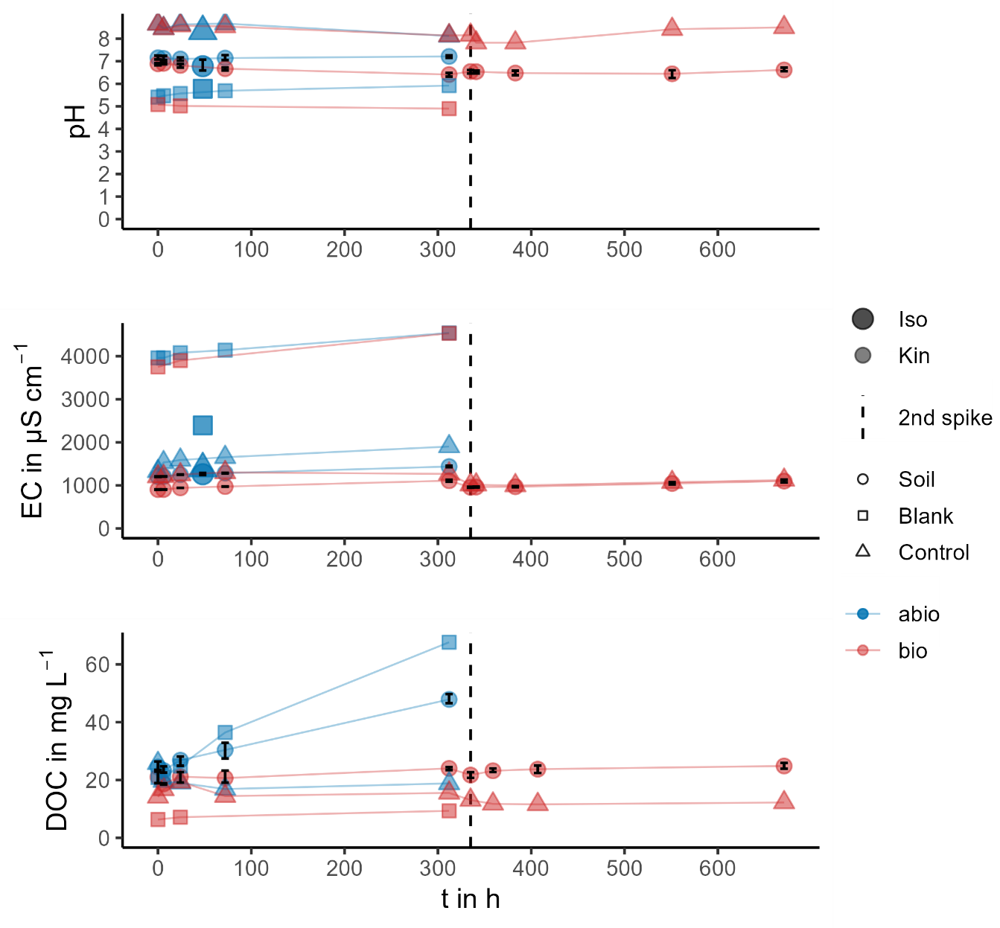 pH
8
7
6
5
4
3
2
1
0
0 100 200 300 400 500 600
EC in µS cm⁻¹
4000
3000
2000
1000
0
0 100 200 300 400 500 600
DOC in mg L⁻¹
60
40
20
0
0 100 200 300 400 500 600
t in h
Iso
Kin
2nd spike
Soil
Blank
Control
abio
bio